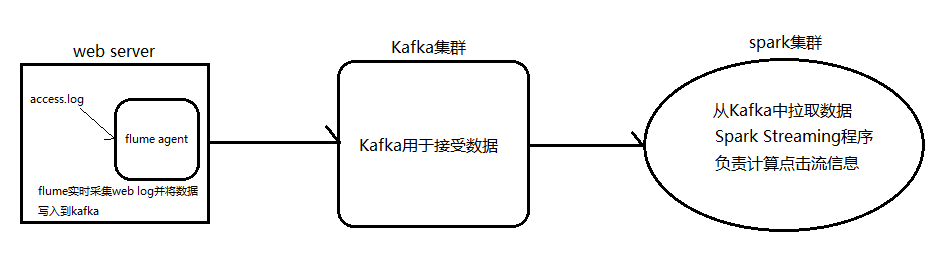 web server
access.log
flume agent
flume实时采集web log并将数据
写入到kafka
Kafka集群
Kafka用于接受数据
spark集群
从Kafka中拉取数据
Spark Streaming程序
负责计算点击流信息